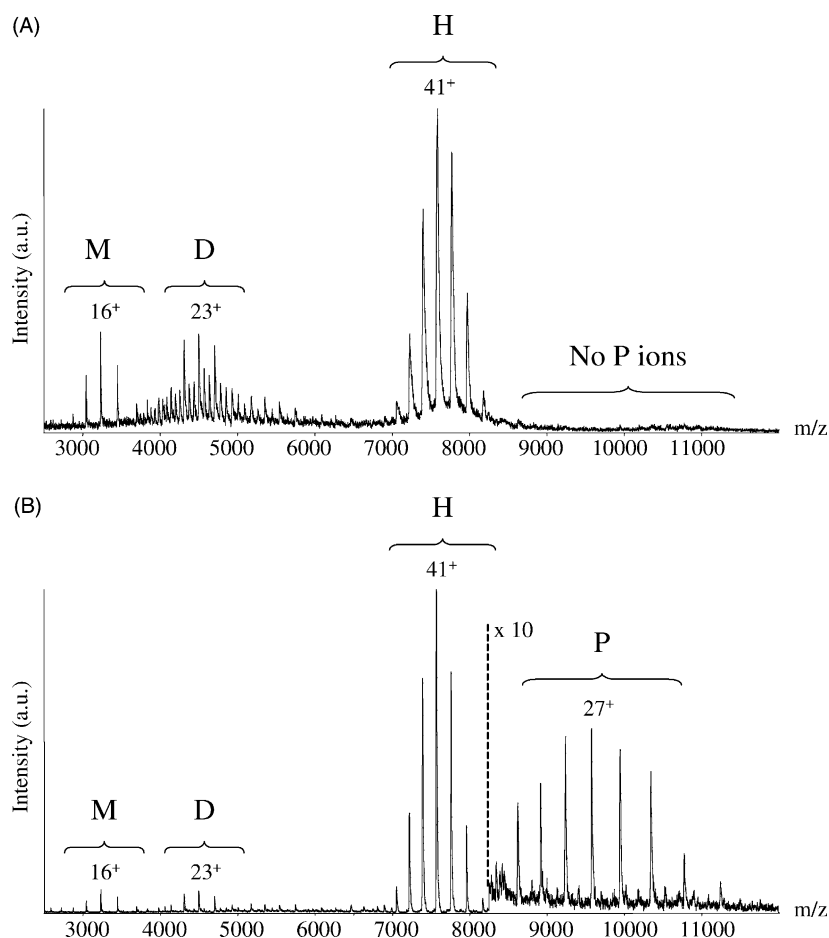 (A)
H
41+
M
D
16+
23+
No P ions
Intensity (a.u.)
3000 4000 5000 6000 7000 8000 9000 10000 11000 m/z
(B)
H
41+
x 10
P
27+
M
D
16+
23+
Intensity (a.u.)
3000 4000 5000 6000 7000 8000 9000 10000 11000 m/z